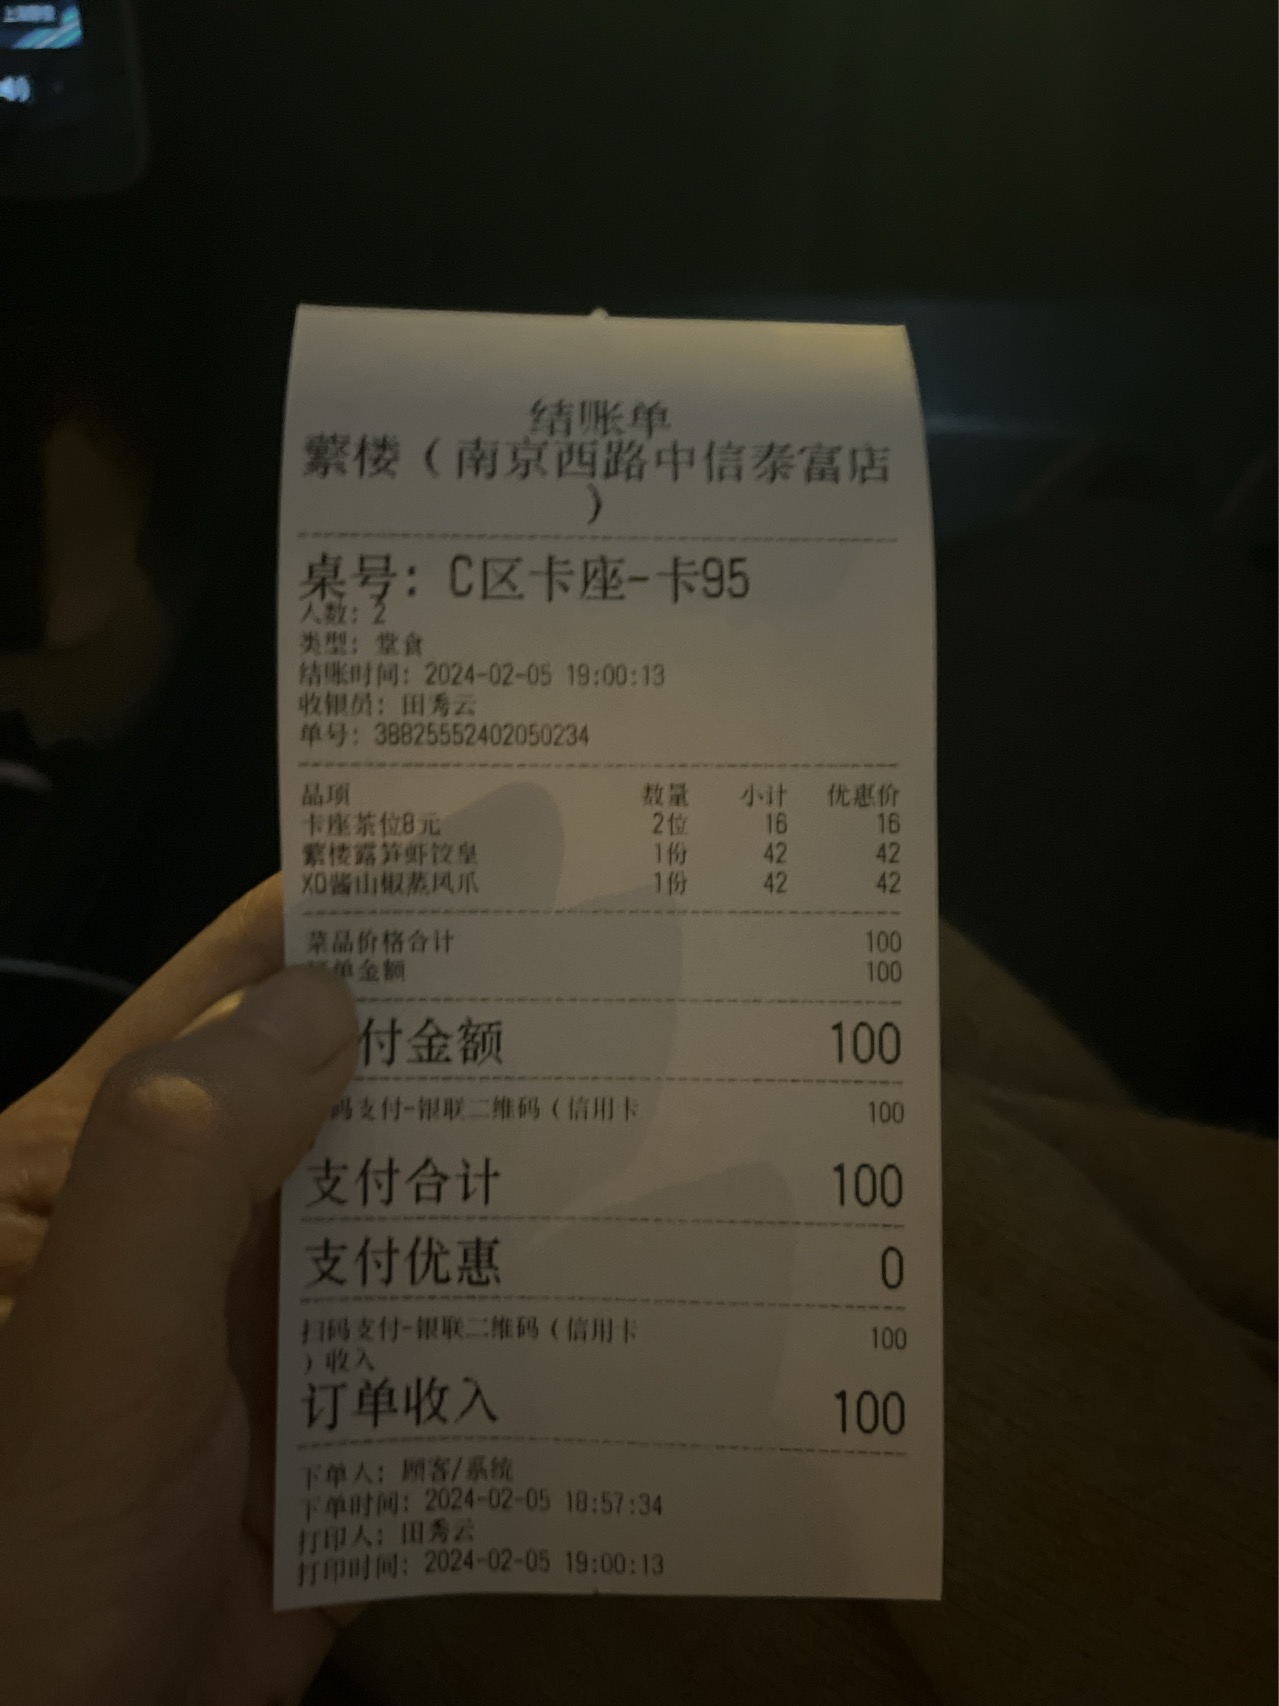 结账单
蘩楼（南京西路中信泰富店
）
桌号：C区卡座-卡95
人数：2
类型：堂食
结账时间：2024-02-05 19:00:13
收银员：田秀云
单号：38825552402050234
品项 数量 小计 优惠价
卡座茶位8元 2位 16 16
蘩楼露笋虾饺皇 1份 42 42
XO酱山椒蒸凤爪 1份 42 42
菜品价格合计 100
单金额 100
付金额 100
码支付-银联二维码（信用卡 100
支付合计 100
支付优惠 0
扫码支付-银联二维码（信用卡 100
）收入
订单收入 100
下单人：顾客/系统
下单时间：2024-02-05 18:57:34
打印人：田秀云
打印时间：2024-02-05 19:00:13